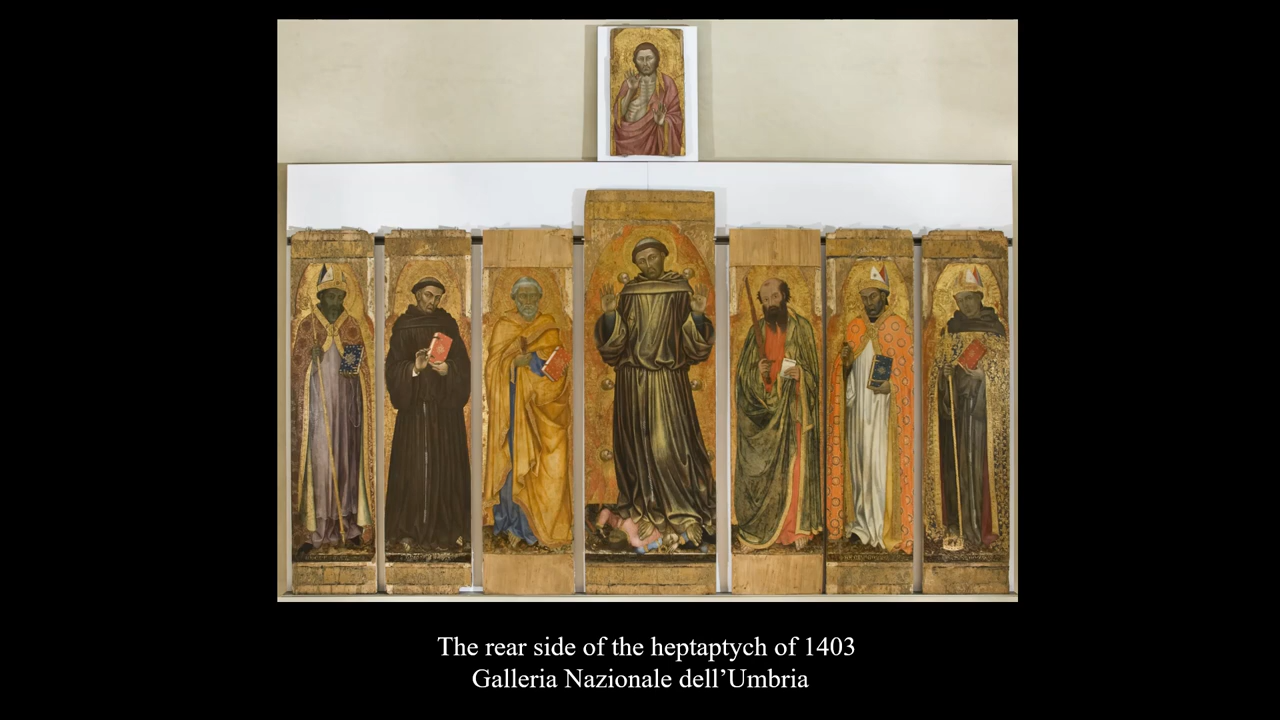 The rear side of the heptaptych of 1403
Galleria Nazionale dell’Umbria